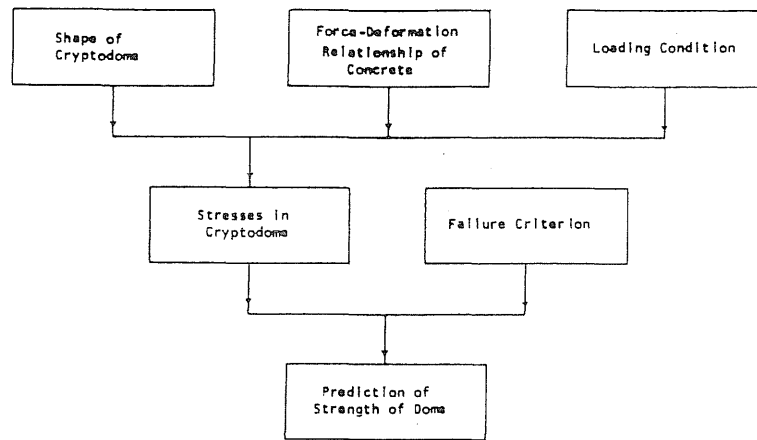 Shape of
Cryptodome
Force-Deformation
Relationship of
Concrete
Loading Condition
Stresses in
Cryptodome
Failure Criterion
Prediction of
Strength of Dome